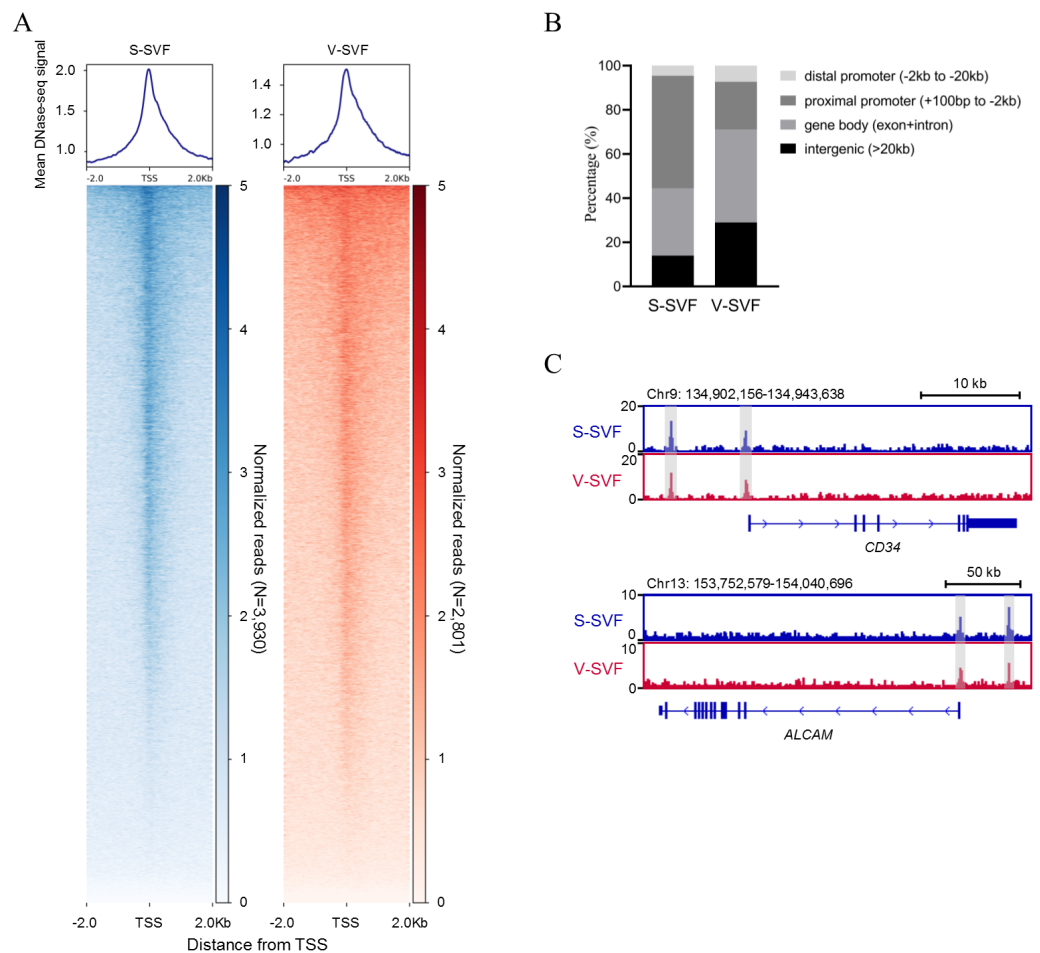 A
S-SVF
V-SVF
Mean DNase-seq signal
2.0
1.5
1.0
1.4
1.2
1.0
-2.0 TSS 2.0Kb
-2.0 TSS 2.0Kb
5
4
3
2
1
0
Normalized reads (N=3,930)
5
4
3
2
1
0
Normalized reads (N=2,801)
-2.0 TSS 2.0Kb
-2.0 TSS 2.0Kb
Distance from TSS
B
Percentage (%)
100
80
60
40
20
0
S-SVF V-SVF
distal promoter (-2kb to -20kb)
proximal promoter (+100bp to -2kb)
gene body (exon+intron)
intergenic (>20kb)
C
Chr9: 134,902,156-134,943,638
10 kb
20
S-SVF
0
20
V-SVF
0
CD34
Chr13: 153,752,579-154,040,696
50 kb
10
S-SVF
0
10
V-SVF
0
ALCAM